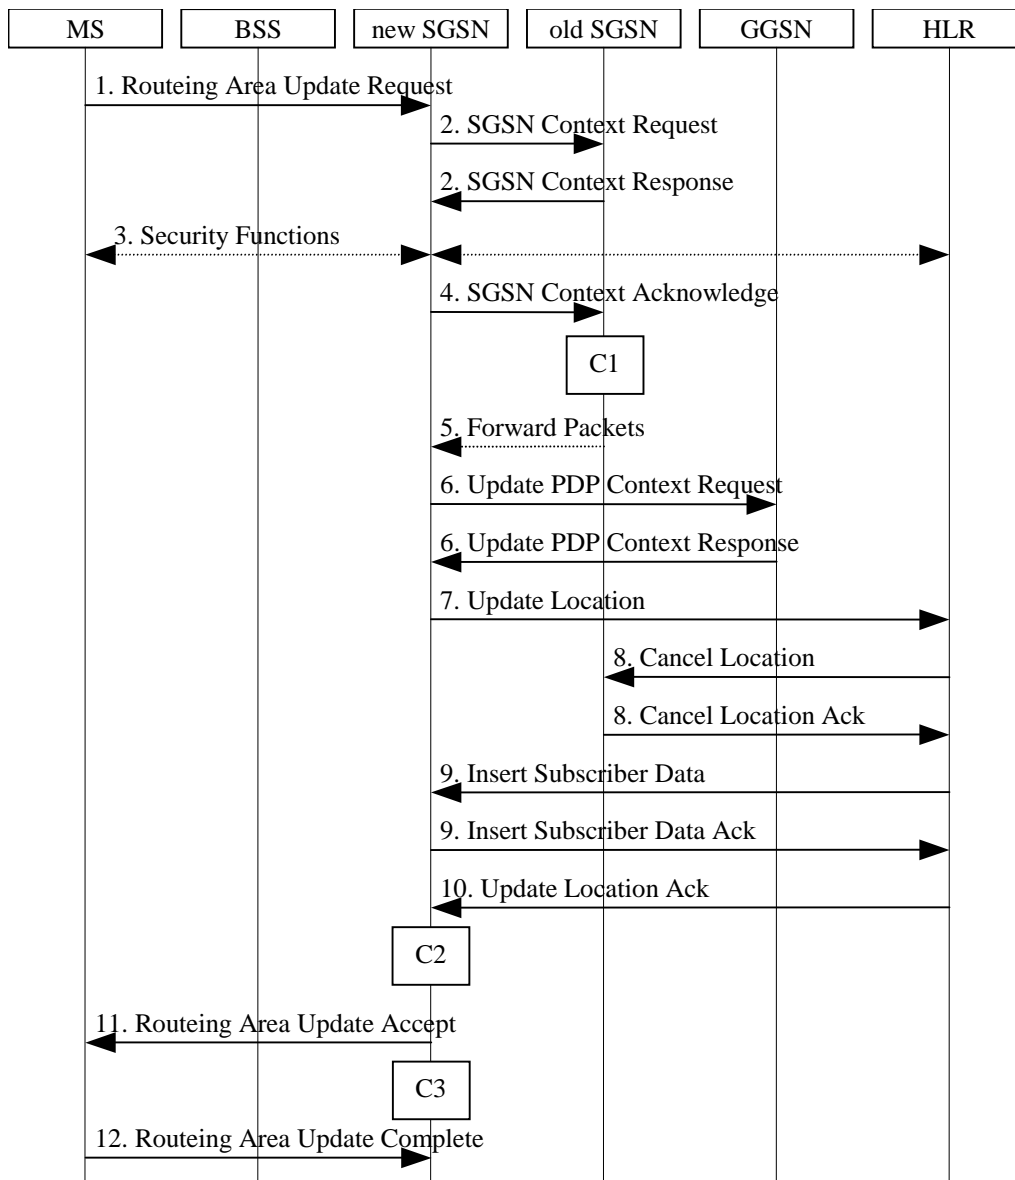 MS BSS new SGSN old SGSN GGSN HLR
1. Routeing Area Update Request
2. SGSN Context Request
2. SGSN Context Response
3. Security Functions
4. SGSN Context Acknowledge
C1
5. Forward Packets
6. Update PDP Context Request
6. Update PDP Context Response
7. Update Location
8. Cancel Location
8. Cancel Location Ack
9. Insert Subscriber Data
9. Insert Subscriber Data Ack
10. Update Location Ack
C2
11. Routeing Area Update Accept
C3
12. Routeing Area Update Complete